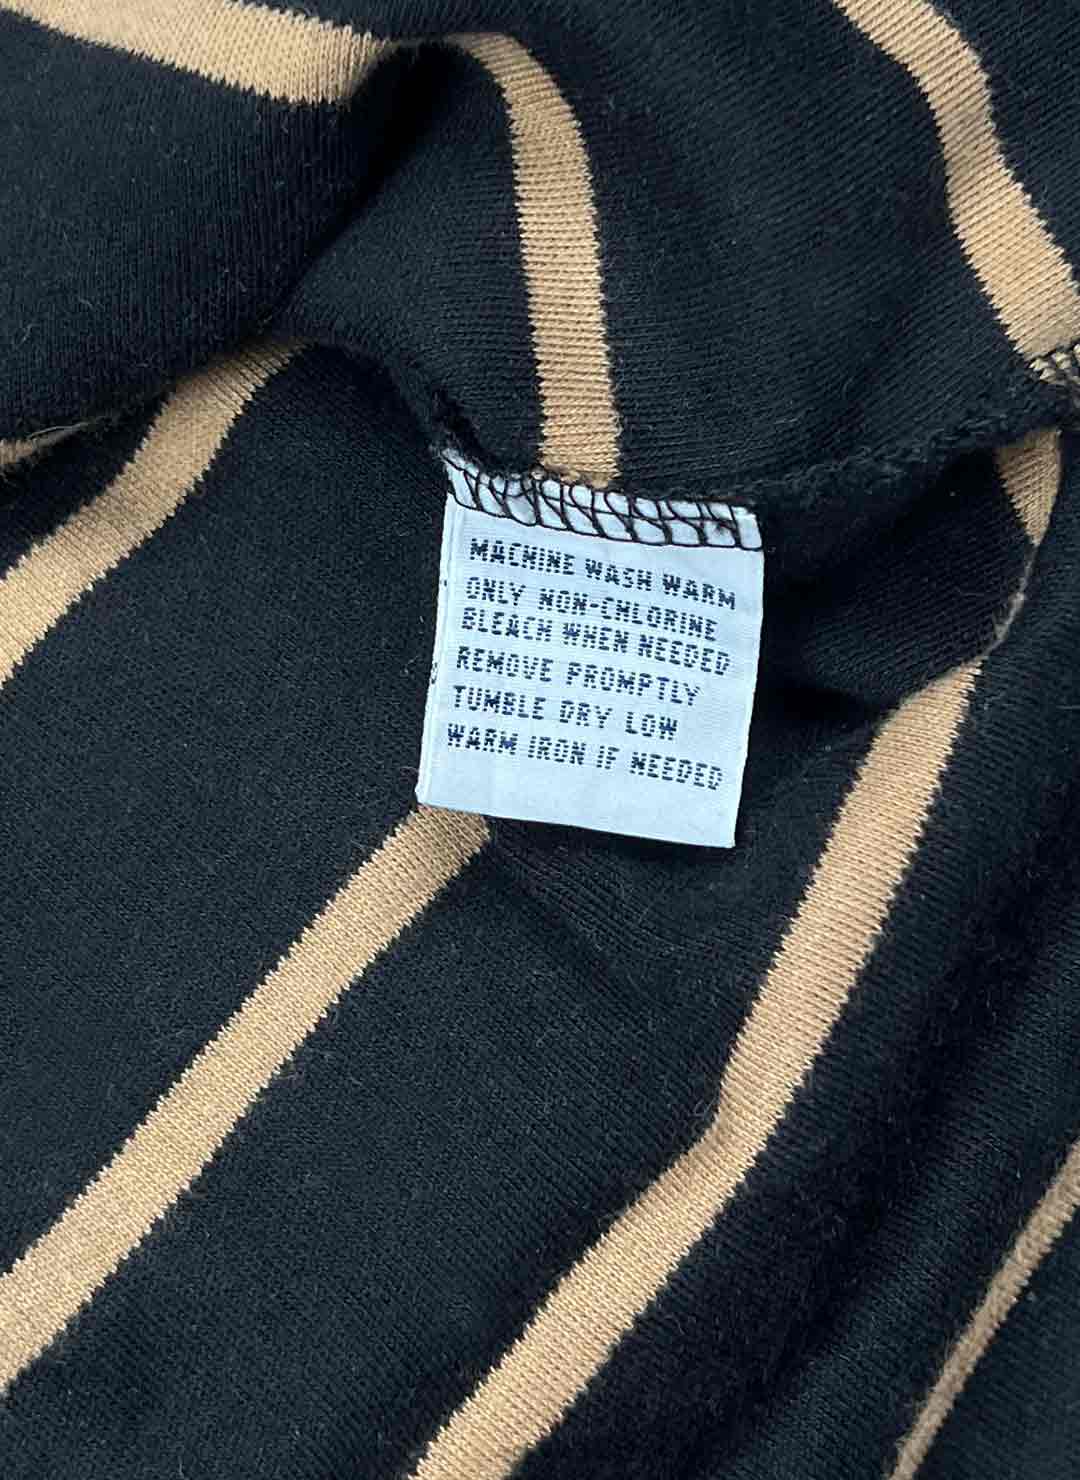 MACHINE WASH WARM
ONLY NON-CHLORINE
BLEACH WHEN NEEDED
REMOVE PROMPTLY
TUMBLE DRY LOW
WARM IRON IF NEEDED